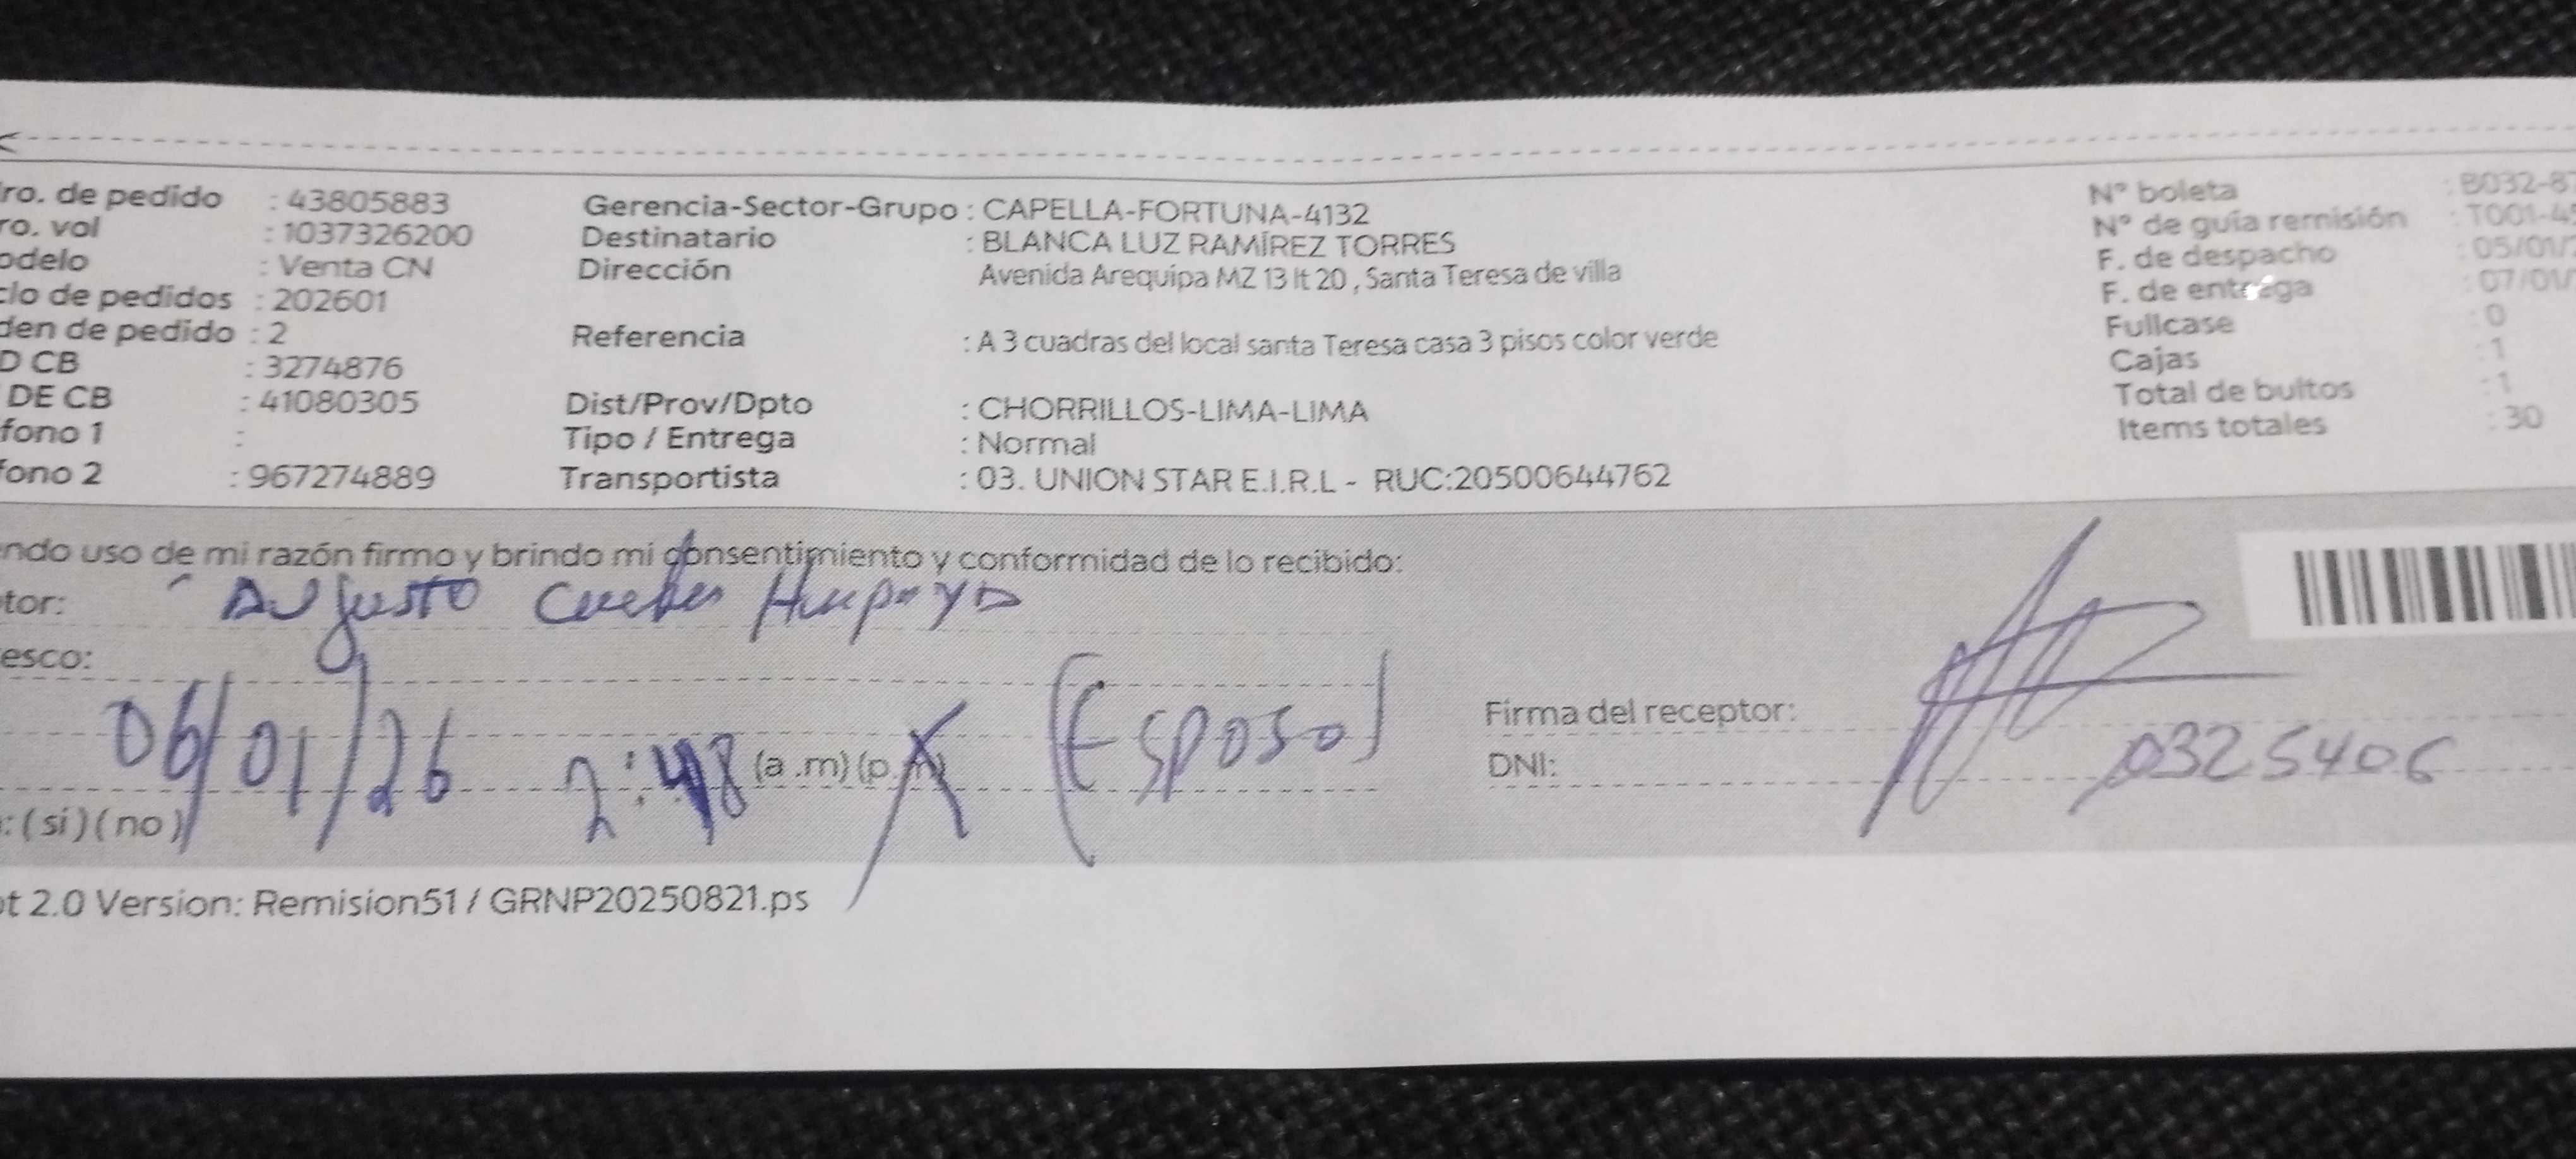 ro. de pedido : 43805883
ro. vol : 1037326200
odelo : Venta CN
clo de pedidos : 202601
den de pedido : 2
D CB : 3274876
DE CB : 41080305
fono 1 :
fono 2 : 967274889
Gerencia-Sector-Grupo : CAPELLA-FORTUNA-4132
Destinatario : BLANCA LUZ RAMÍREZ TORRES
Dirección Avenida Arequipa MZ 13 lt 20 , Santa Teresa de villa
Referencia : A 3 cuadras del local santa Teresa casa 3 pisos color verde
Dist/Prov/Dpto : CHORRILLOS-LIMA-LIMA
Tipo / Entrega : Normal
Transportista : 03. UNION STAR E.I.R.L - RUC:20500644762
N° boleta : B032-8
N° de guía remisión : T001-4
F. de despacho : 05/01/
F. de entrega : 07/01/
Fullcase : 0
Cajas : 1
Total de bultos : 1
Items totales : 30
ndo uso de mi razón firmo y brindo mi consentimiento y conformidad de lo recibido:
tor: Augusto Huapaya
esco:
06/01/26 2:48 (a .m) (p. m) (Esposo)
: (si) (no)
Firma del receptor:
DNI: 0325406
ot 2.0 Version: Remision51 / GRNP20250821.ps